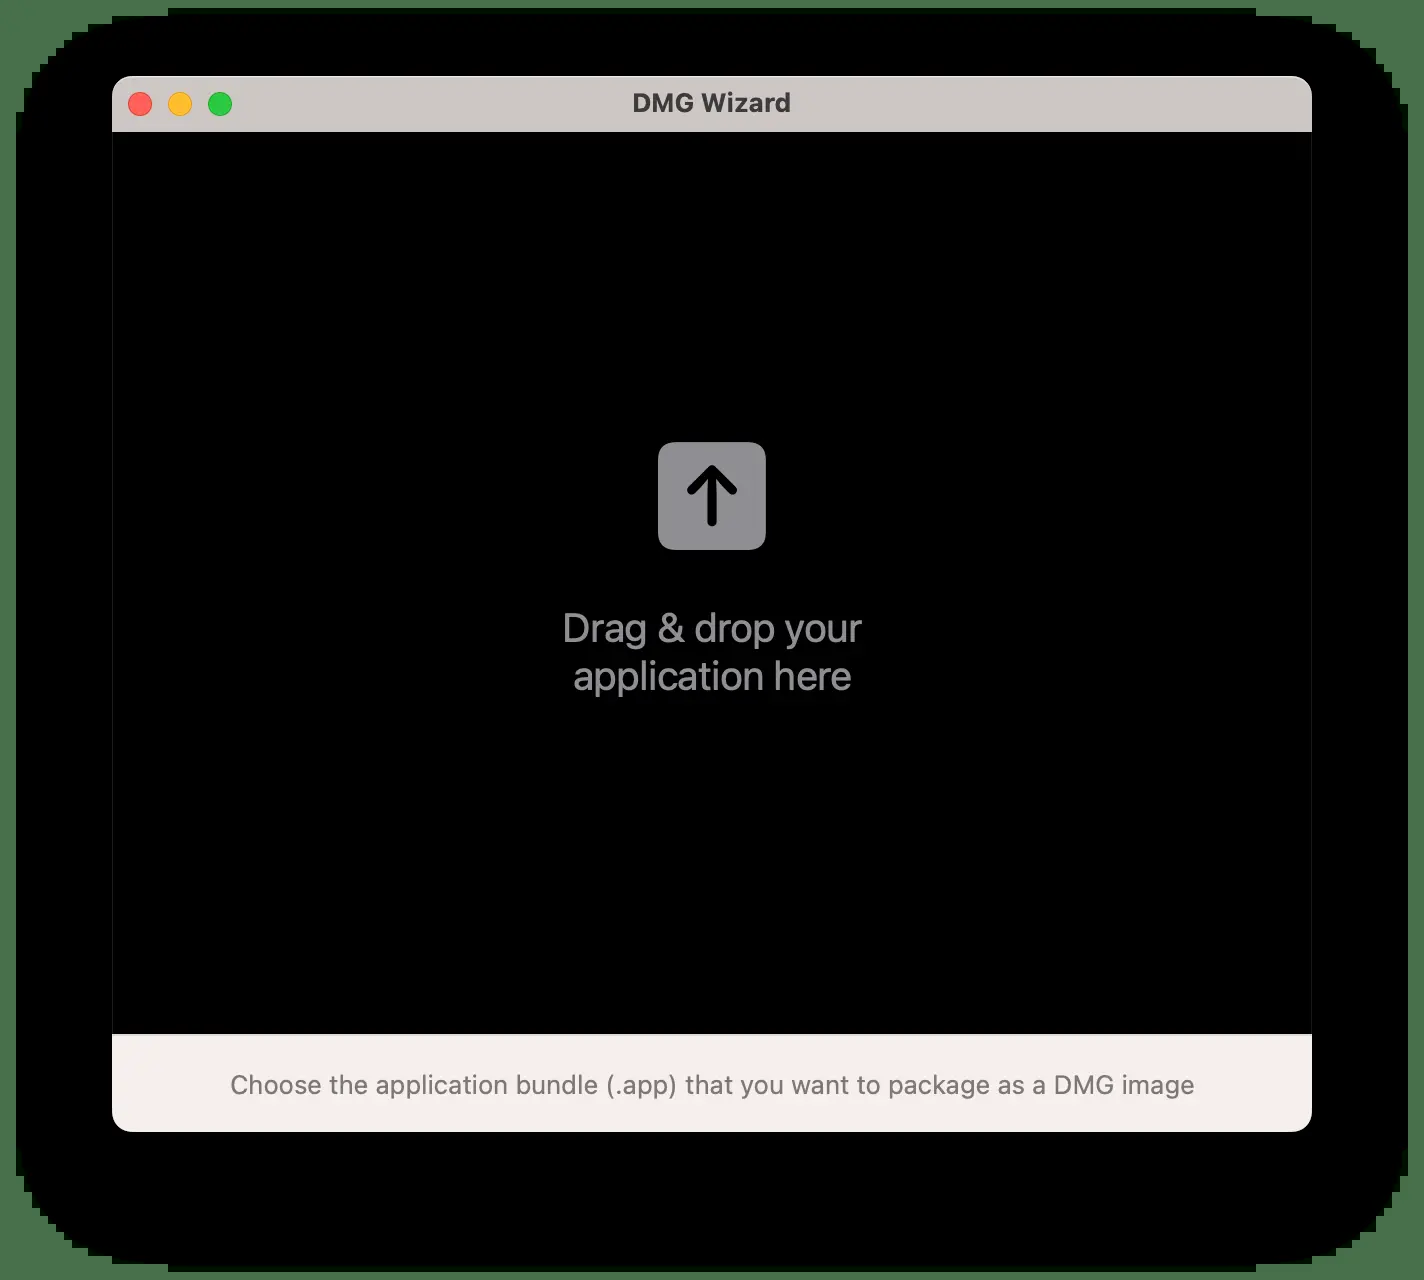 DMG Wizard
Drag & drop your
application here
Choose the application bundle (.app) that you want to package as a DMG image